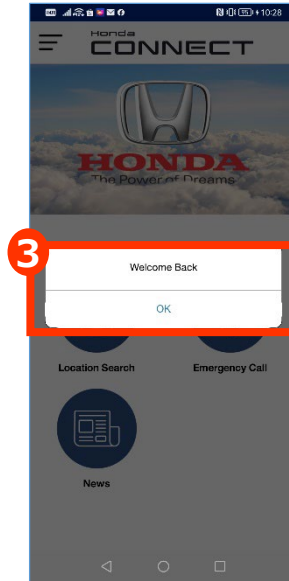 10:28
Honda
CONNECT
HONDA
The Power of Dreams
3
Welcome Back
OK
Location Search
Emergency Call
News